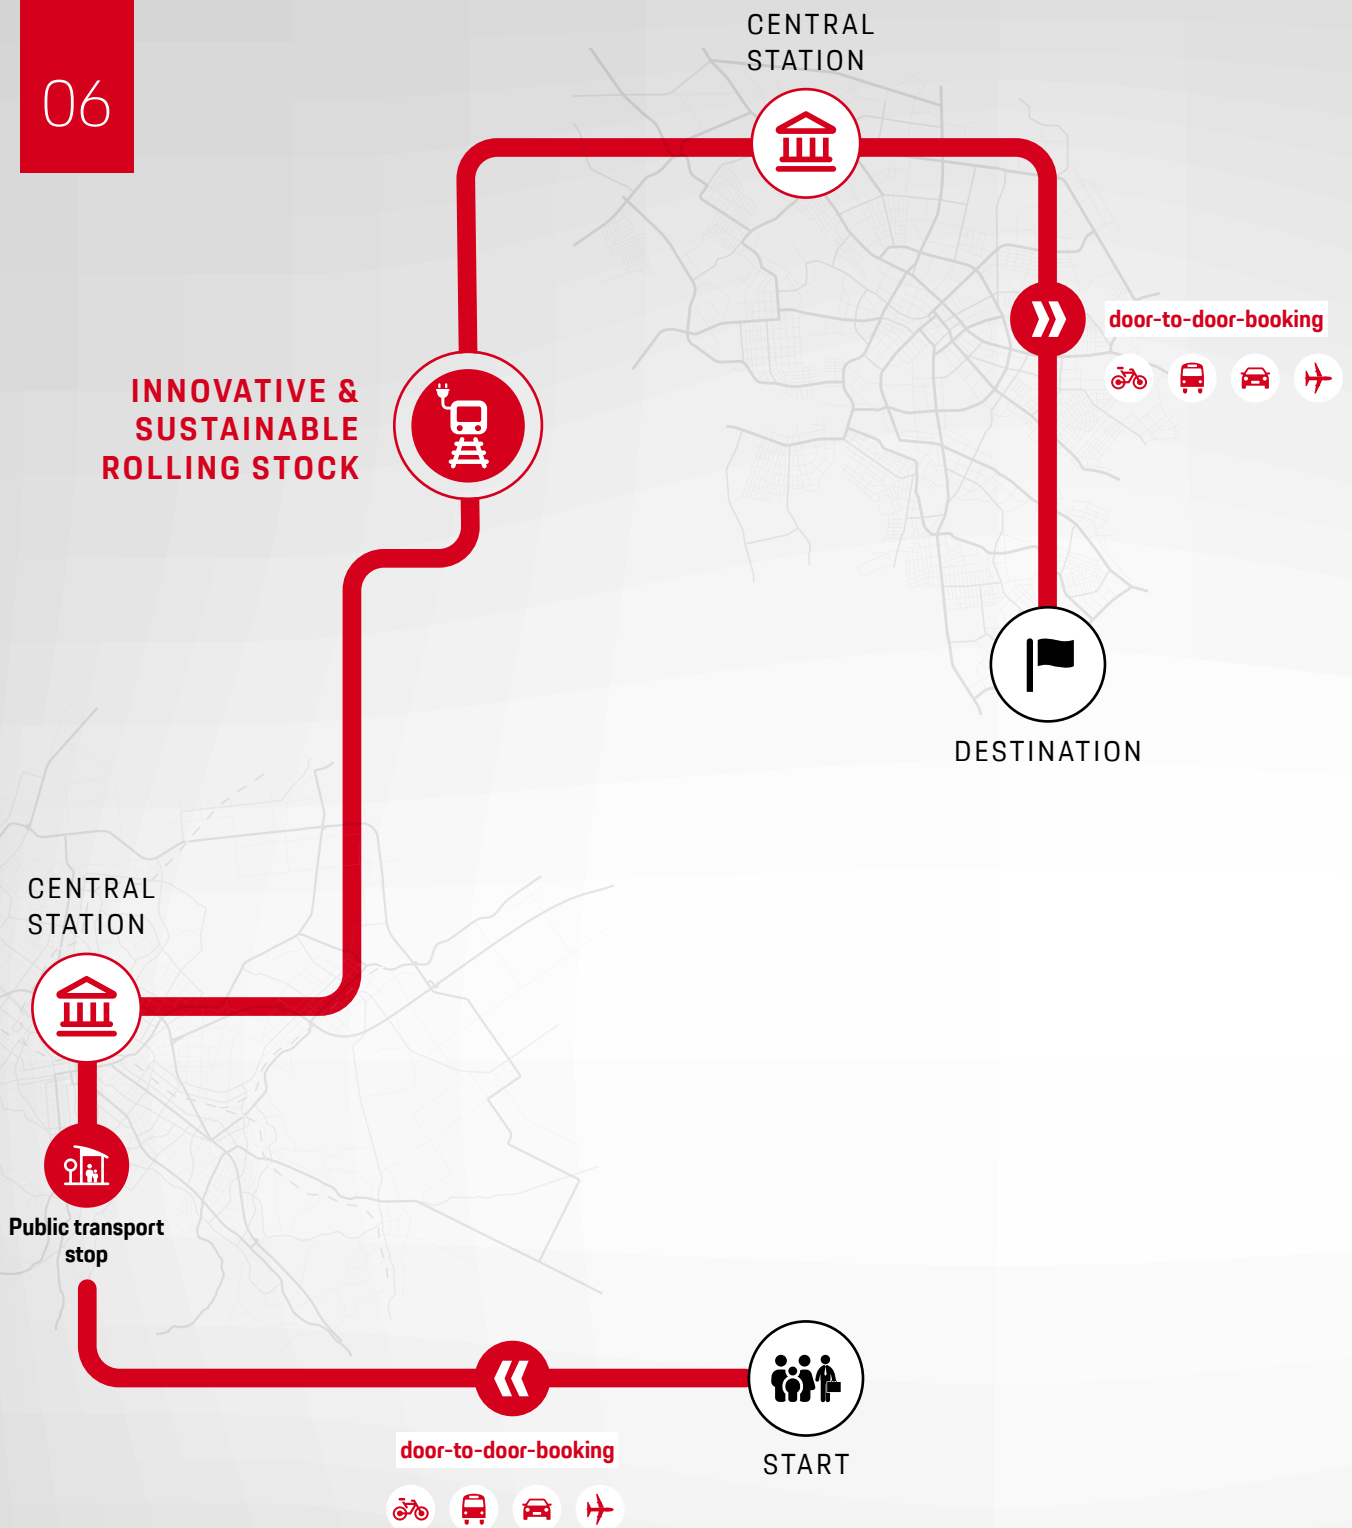 06
CENTRAL
STATION
door-to-door-booking
INNOVATIVE &
SUSTAINABLE
ROLLING STOCK
DESTINATION
CENTRAL
STATION
Public transport
stop
door-to-door-booking
START